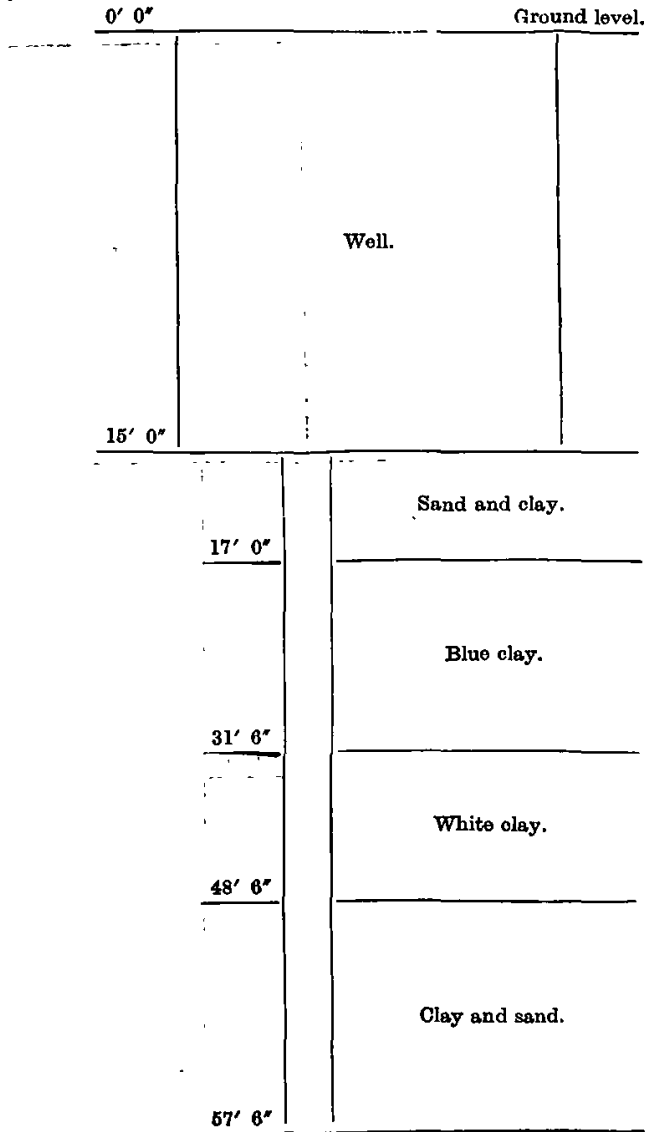 0′ 0″ Ground level.
Well.
15′ 0″
Sand and clay.
17′ 0″
Blue clay.
31′ 6″
White clay.
48′ 6″
Clay and sand.
57′ 6″